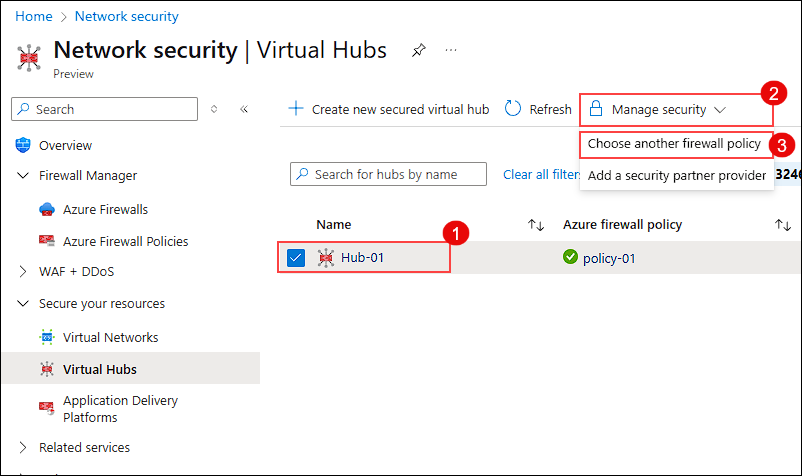 Home > Network security
Network security | Virtual Hubs ...
Preview
Search
Create new secured virtual hub
Refresh
Manage security
2
Choose another firewall policy
3
Add a security partner provider
Overview
Firewall Manager
Azure Firewalls
Azure Firewall Policies
WAF + DDoS
Secure your resources
Virtual Networks
Virtual Hubs
Application Delivery
Platforms
Related services
Search for hubs by name
Clear all filter
3246
Name
Azure firewall policy
1
Hub-01
policy-01